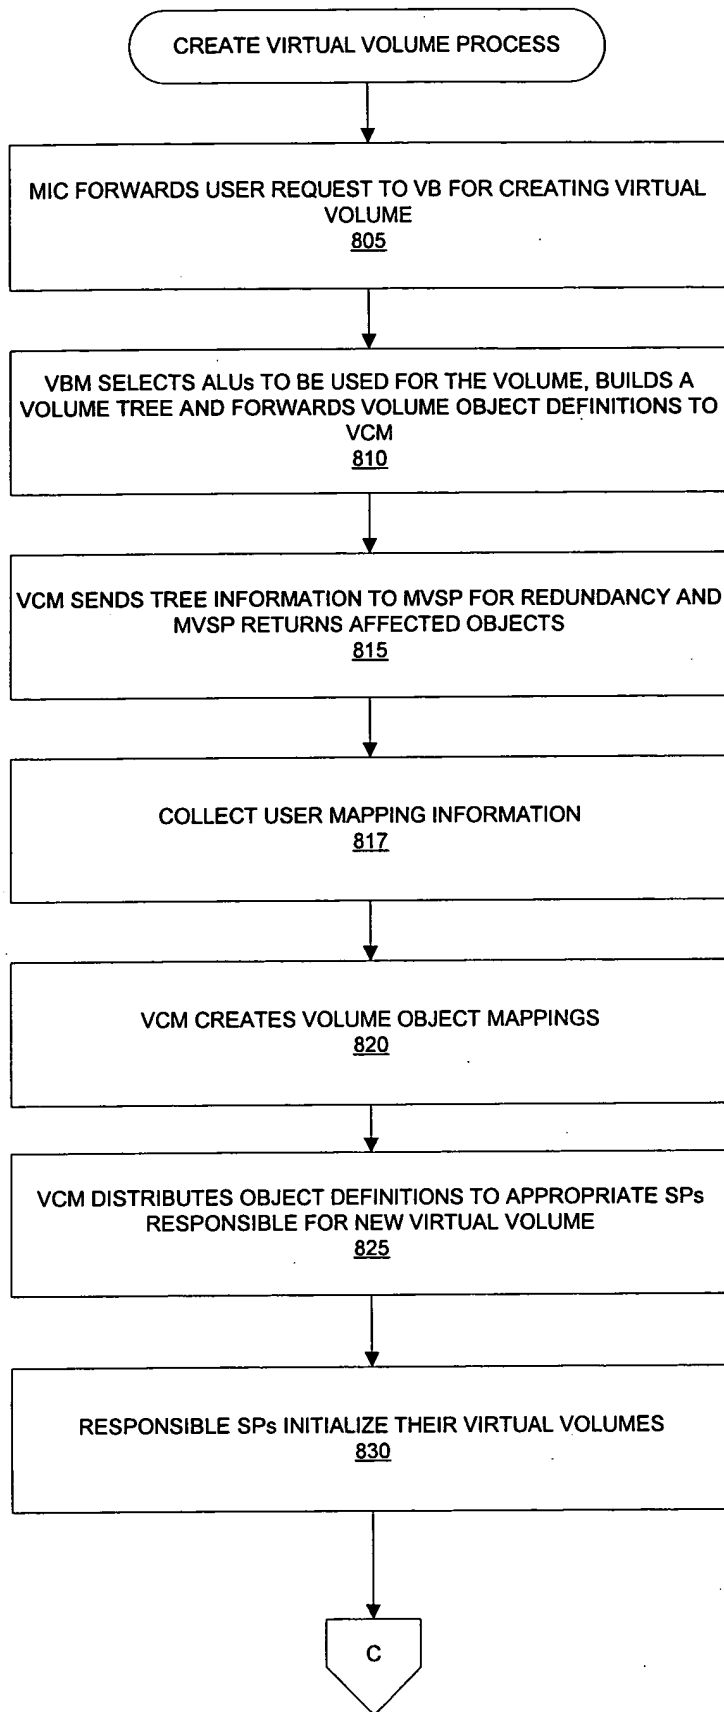 CREATE VIRTUAL VOLUME PROCESS
MIC FORWARDS USER REQUEST TO VB FOR CREATING VIRTUAL
VOLUME
805
VBM SELECTS ALUs TO BE USED FOR THE VOLUME, BUILDS A
VOLUME TREE AND FORWARDS VOLUME OBJECT DEFINITIONS TO
VCM
810
VCM SENDS TREE INFORMATION TO MVSP FOR REDUNDANCY AND
MVSP RETURNS AFFECTED OBJECTS
815
COLLECT USER MAPPING INFORMATION
817
VCM CREATES VOLUME OBJECT MAPPINGS
820
VCM DISTRIBUTES OBJECT DEFINITIONS TO APPROPRIATE SPs
RESPONSIBLE FOR NEW VIRTUAL VOLUME
825
RESPONSIBLE SPs INITIALIZE THEIR VIRTUAL VOLUMES
830
C